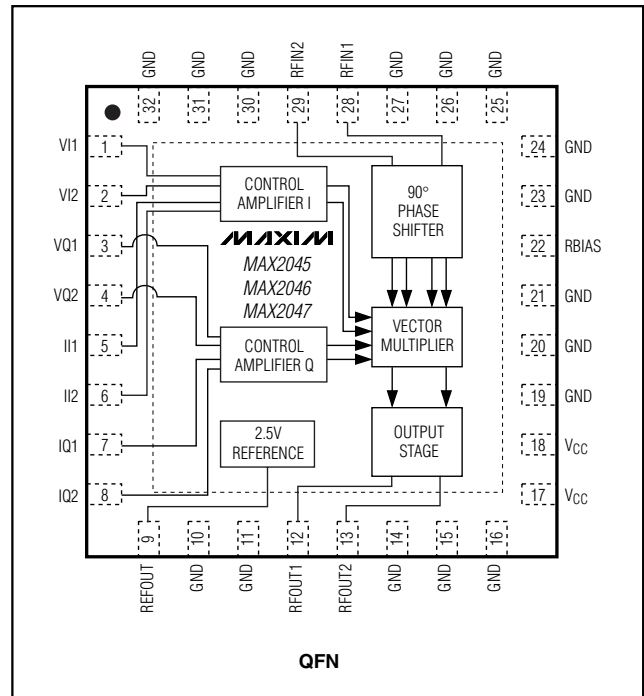 GND
GND
GND
RFIN2
RFIN1
GND
GND
GND
32
31
30
29
28
27
26
25
VI1
1
VI2
2
VQ1
3
VQ2
4
II1
5
II2
6
IQ1
7
IQ2
8
CONTROL
AMPLIFIER I
MAXIM
MAX2045
MAX2046
MAX2047
CONTROL
AMPLIFIER Q
2.5V
REFERENCE
90°
PHASE
SHIFTER
VECTOR
MULTIPLIER
OUTPUT
STAGE
24
GND
23
GND
22
RBIAS
21
GND
20
GND
19
GND
18
VCC
17
VCC
9
10
11
12
13
14
15
16
REFOUT
GND
GND
RFOUT1
RFOUT2
GND
GND
GND
QFN